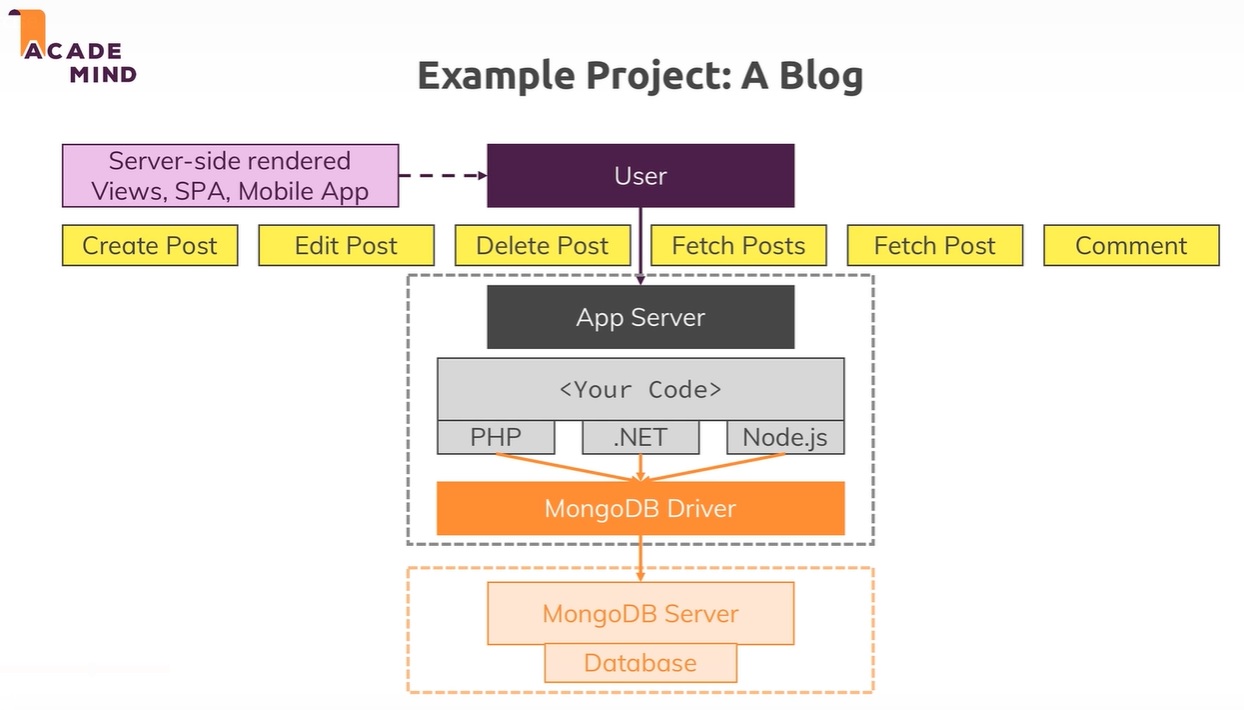 ACADE
MIND
Example Project: A Blog
Server-side rendered
Views, SPA, Mobile App
User
Create Post
Edit Post
Delete Post
Fetch Posts
Fetch Post
Comment
App Server
<Your Code>
PHP
.NET
Node.js
MongoDB Driver
MongoDB Server
Database